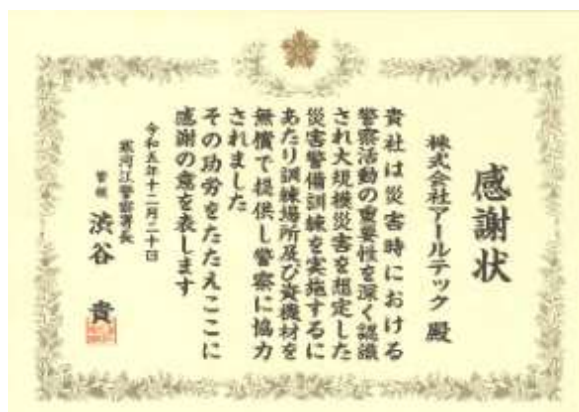 感謝状
株式会社アールテック 殿
貴社は災害時における
警察活動の重要性を深く認識
され大規模災害を想定した
災害警備訓練を実施するに
あたり訓練場所及び資機材を
無償で提供し警察に協力
されました
その功労をたたえここに
感謝の意を表します
令和五年十二月二十日
寒河江警察署長
警視 渋谷 貴